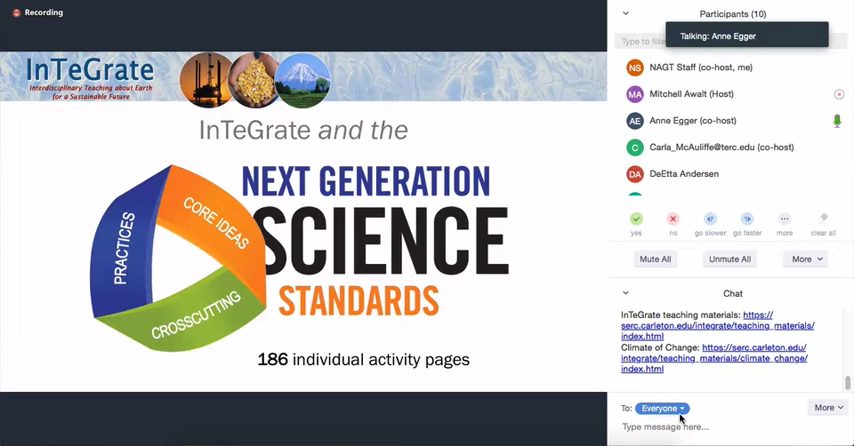 Recording
InTeGrate
Interdisciplinary Teaching about Earth
for a Sustainable Future
InTeGrate and the
NEXT GENERATION
SCIENCE
STANDARDS
PRACTICES
CORE IDEAS
CROSSCUTTING
186 individual activity pages
Participants (10)
Talking: Anne Egger
Type to filte
NS NAGT Staff (co-host, me)
MA Mitchell Awalt (Host)
AE Anne Egger (co-host)
C Carla_McAuliffe@terc.edu (co-host)
DA DeEtta Andersen
yes no go slower go faster more clear all
Mute All Unmute All More
Chat
InTeGrate teaching materials: https://
serc.carleton.edu/integrate/teaching_materials/
index.html
Climate of Change: https://serc.carleton.edu/
integrate/teaching_materials/climate_change/
index.html
To: Everyone More
Type message here...